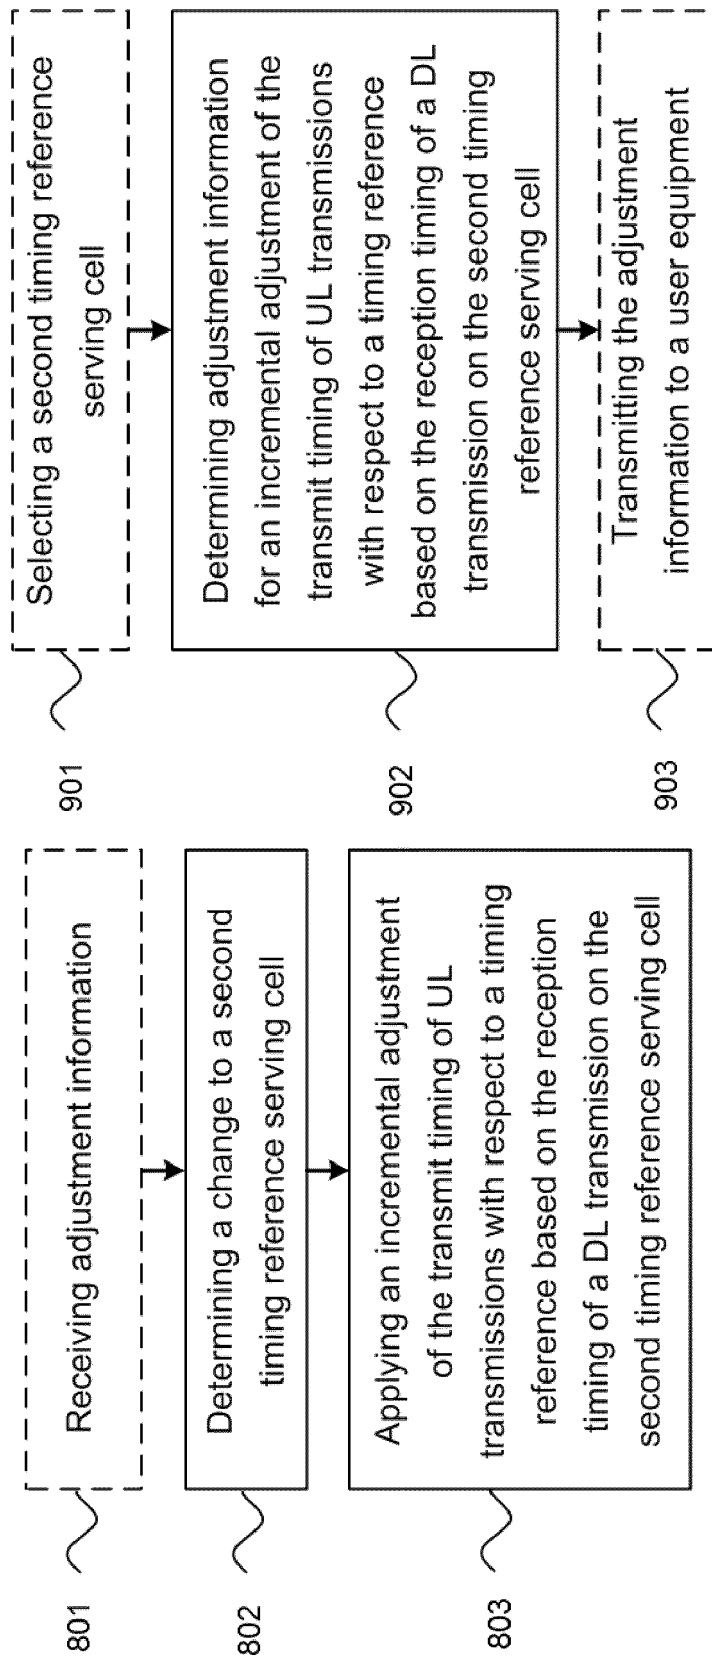 801
Receiving adjustment information
802
Determining a change to a second
timing reference serving cell
803
Applying an incremental adjustment
of the transmit timing of UL
transmissions with respect to a timing
reference based on the reception
timing of a DL transmission on the
second timing reference serving cell
901
Selecting a second timing reference
serving cell
902
Determining adjustment information
for an incremental adjustment of the
transmit timing of UL transmissions
with respect to a timing reference
based on the reception timing of a DL
transmission on the second timing
reference serving cell
903
Transmitting the adjustment
information to a user equipment